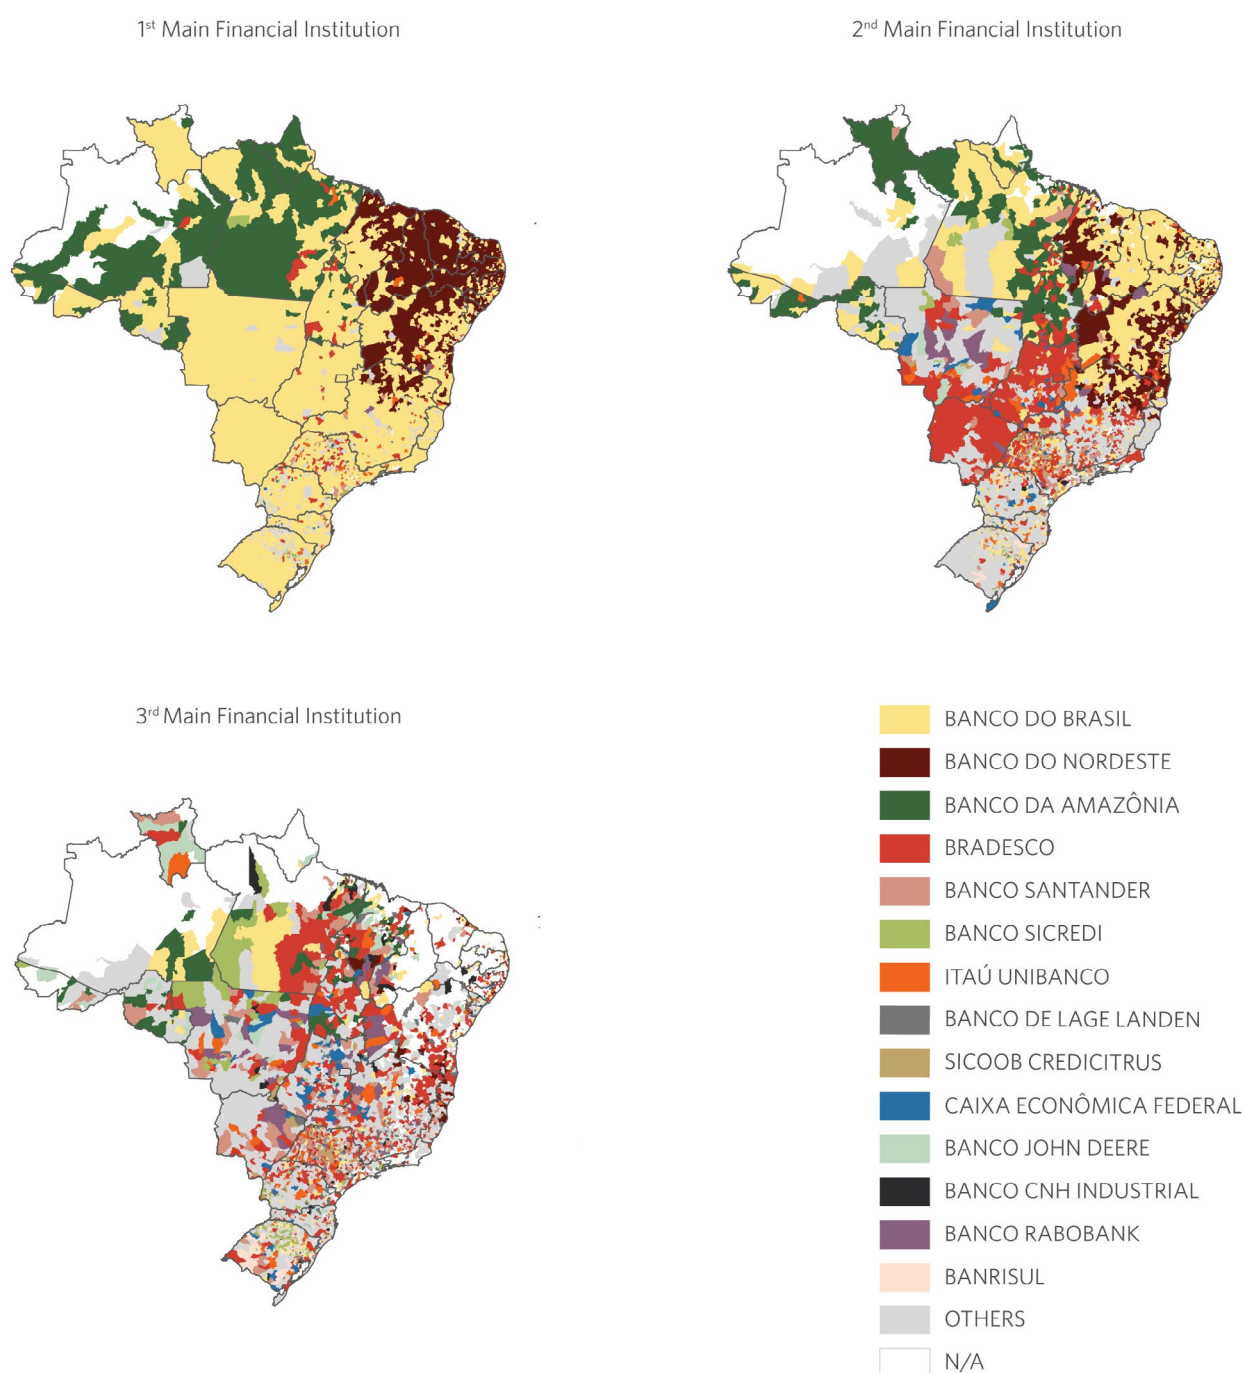 1st Main Financial Institution
2nd Main Financial Institution
3rd Main Financial Institution
BANCO DO BRASIL
BANCO DO NORDESTE
BANCO DA AMAZÔNIA
BRADESCO
BANCO SANTANDER
BANCO SICREDI
ITAÚ UNIBANCO
BANCO DE LAGE LANDEN
SICOOB CREDICITRUS
CAIXA ECONÔMICA FEDERAL
BANCO JOHN DEERE
BANCO CNH INDUSTRIAL
BANCO RABOBANK
BANRISUL
OTHERS
N/A